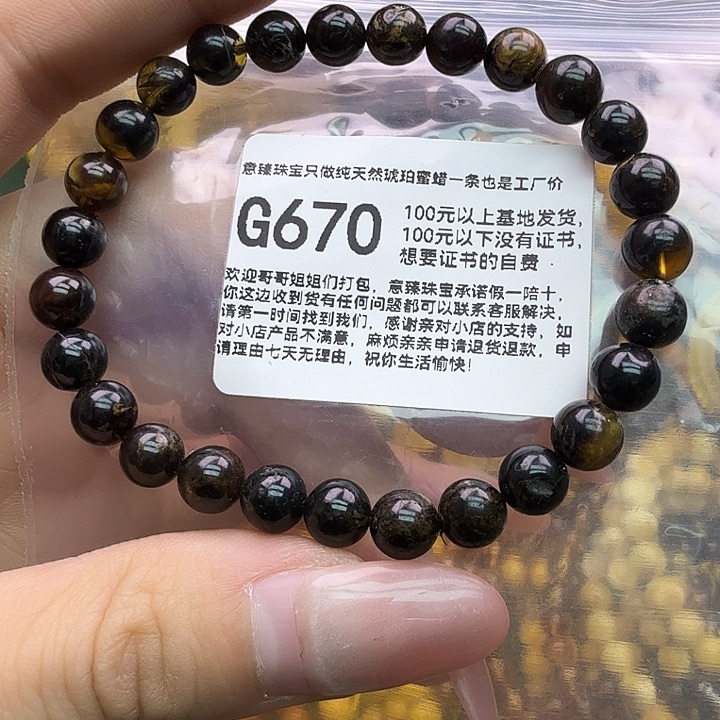 意臻珠宝只做纯天然琥珀蜜蜡一条也是工厂价
G670
100元以上基地发货,
100元以下没有证书,
想要证书的自费.
欢迎哥哥姐姐们打包，意臻珠宝承诺假一陪十，
你这边收到货有任何问题都可以联系客服解决，
请第一时间找到我们，感谢亲对小店的支持，如
对小店产品不满意，麻烦亲亲申请退货退款，申
请理由七天无理由，祝你生活愉快！